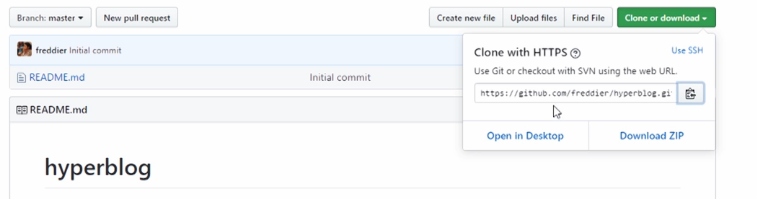 Branch: master
New pull request
Create new file
Upload files
Find File
Clone or download
freddier Initial commit
README.md
Initial commit
Clone with HTTPS
Use SSH
Use Git or checkout with SVN using the web URL.
https://github.com/freddier/hyperblog.gi
Open in Desktop
Download ZIP
README.md
hyperblog